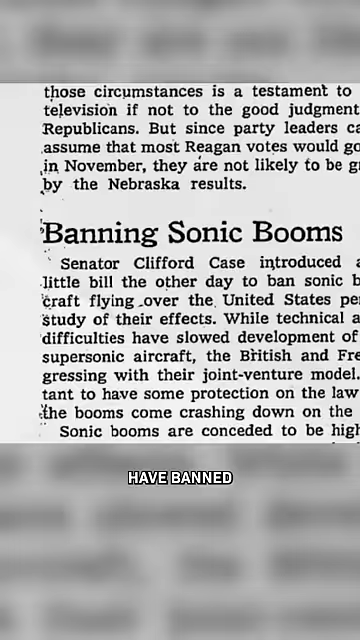 those circumstances is a testament to
television if not to the good judgment
Republicans. But since party leaders ca
assume that most Reagan votes would go
in November, they are not likely to be g
by the Nebraska results.
Banning Sonic Booms
Senator Clifford Case introduced a
little bill the other day to ban sonic b
craft flying over the United States pe
study of their effects. While technical a
difficulties have slowed development of
supersonic aircraft, the British and Fre
gressing with their joint-venture model.
tant to have some protection on the law
the booms come crashing down on the
Sonic booms are conceded to be high
HAVE BANNED